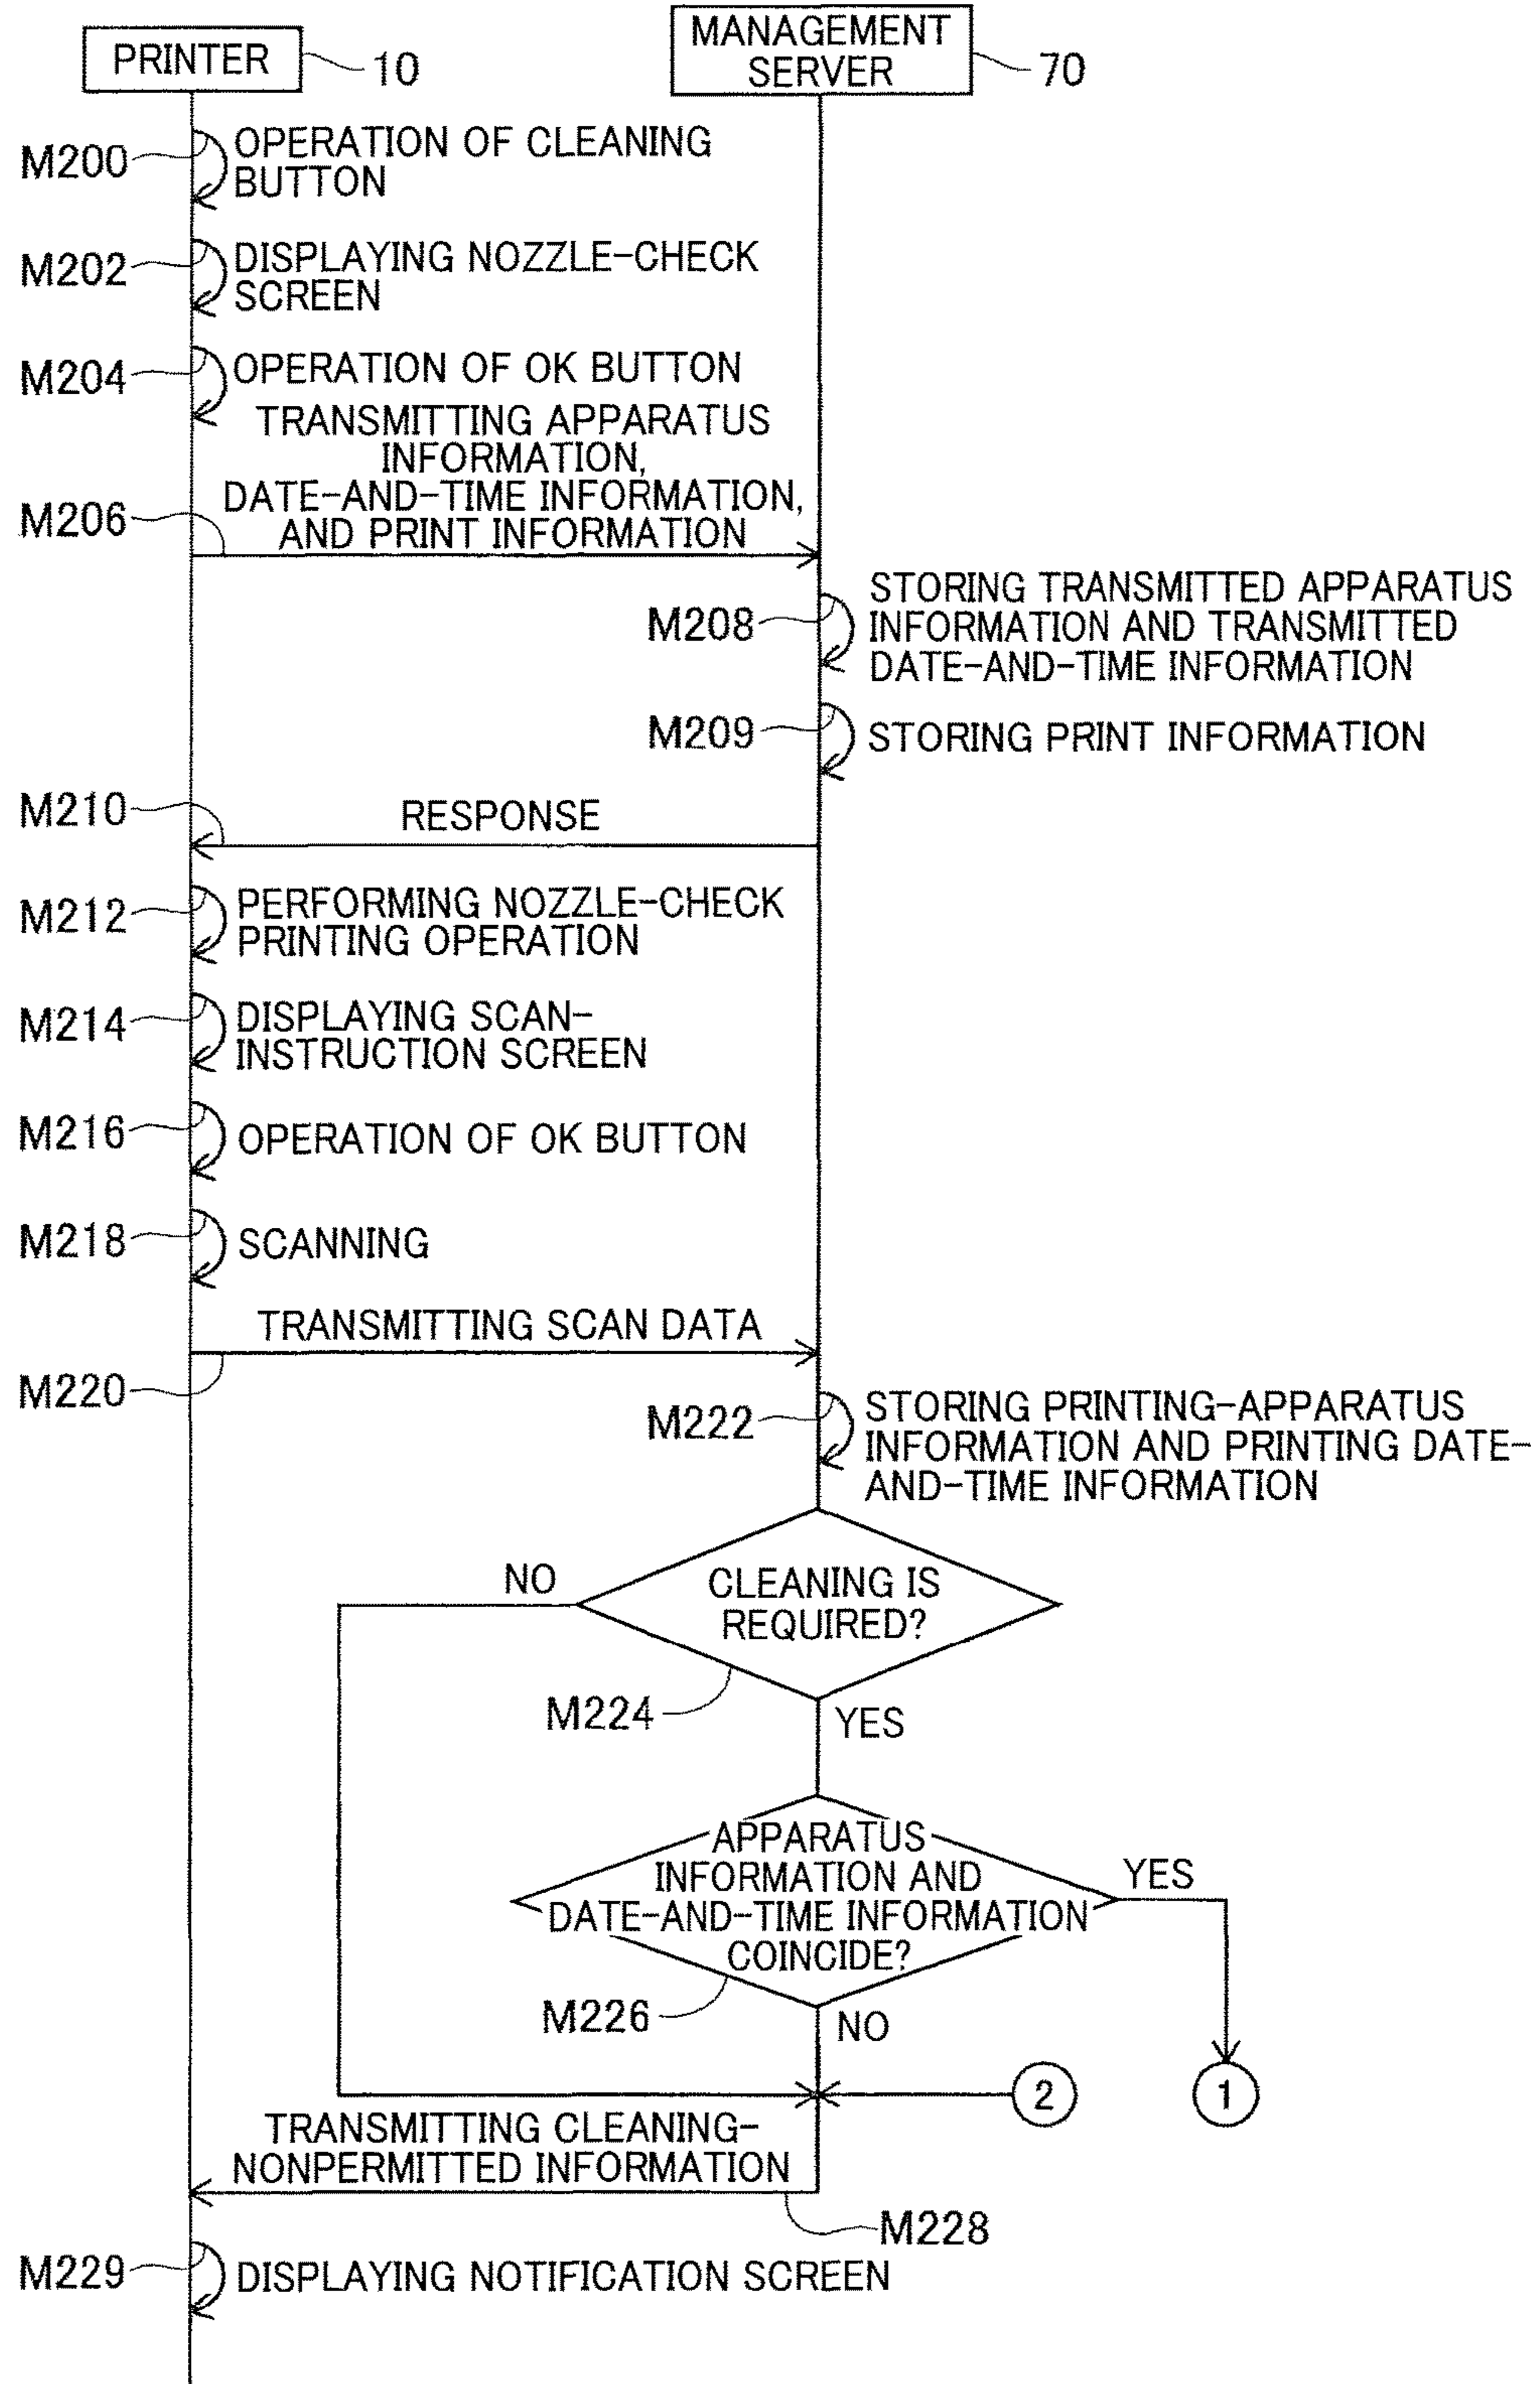 PRINTER
10
MANAGEMENT
SERVER
70
M200
OPERATION OF CLEANING
BUTTON
M202
DISPLAYING NOZZLE-CHECK
SCREEN
M204
OPERATION OF OK BUTTON
TRANSMITTING APPARATUS
INFORMATION,
DATE-AND-TIME INFORMATION,
AND PRINT INFORMATION
M206
M208
STORING TRANSMITTED APPARATUS
INFORMATION AND TRANSMITTED
DATE-AND-TIME INFORMATION
M209
STORING PRINT INFORMATION
M210
RESPONSE
M212
PERFORMING NOZZLE-CHECK
PRINTING OPERATION
M214
DISPLAYING SCAN-
INSTRUCTION SCREEN
M216
OPERATION OF OK BUTTON
M218
SCANNING
TRANSMITTING SCAN DATA
M220
M222
STORING PRINTING-APPARATUS
INFORMATION AND PRINTING DATE-
AND-TIME INFORMATION
NO
CLEANING IS
REQUIRED?
M224
YES
APPARATUS
INFORMATION AND
DATE-AND-TIME INFORMATION
COINCIDE?
YES
M226
NO
2
1
TRANSMITTING CLEANING-
NONPERMITTED INFORMATION
M228
M229
DISPLAYING NOTIFICATION SCREEN